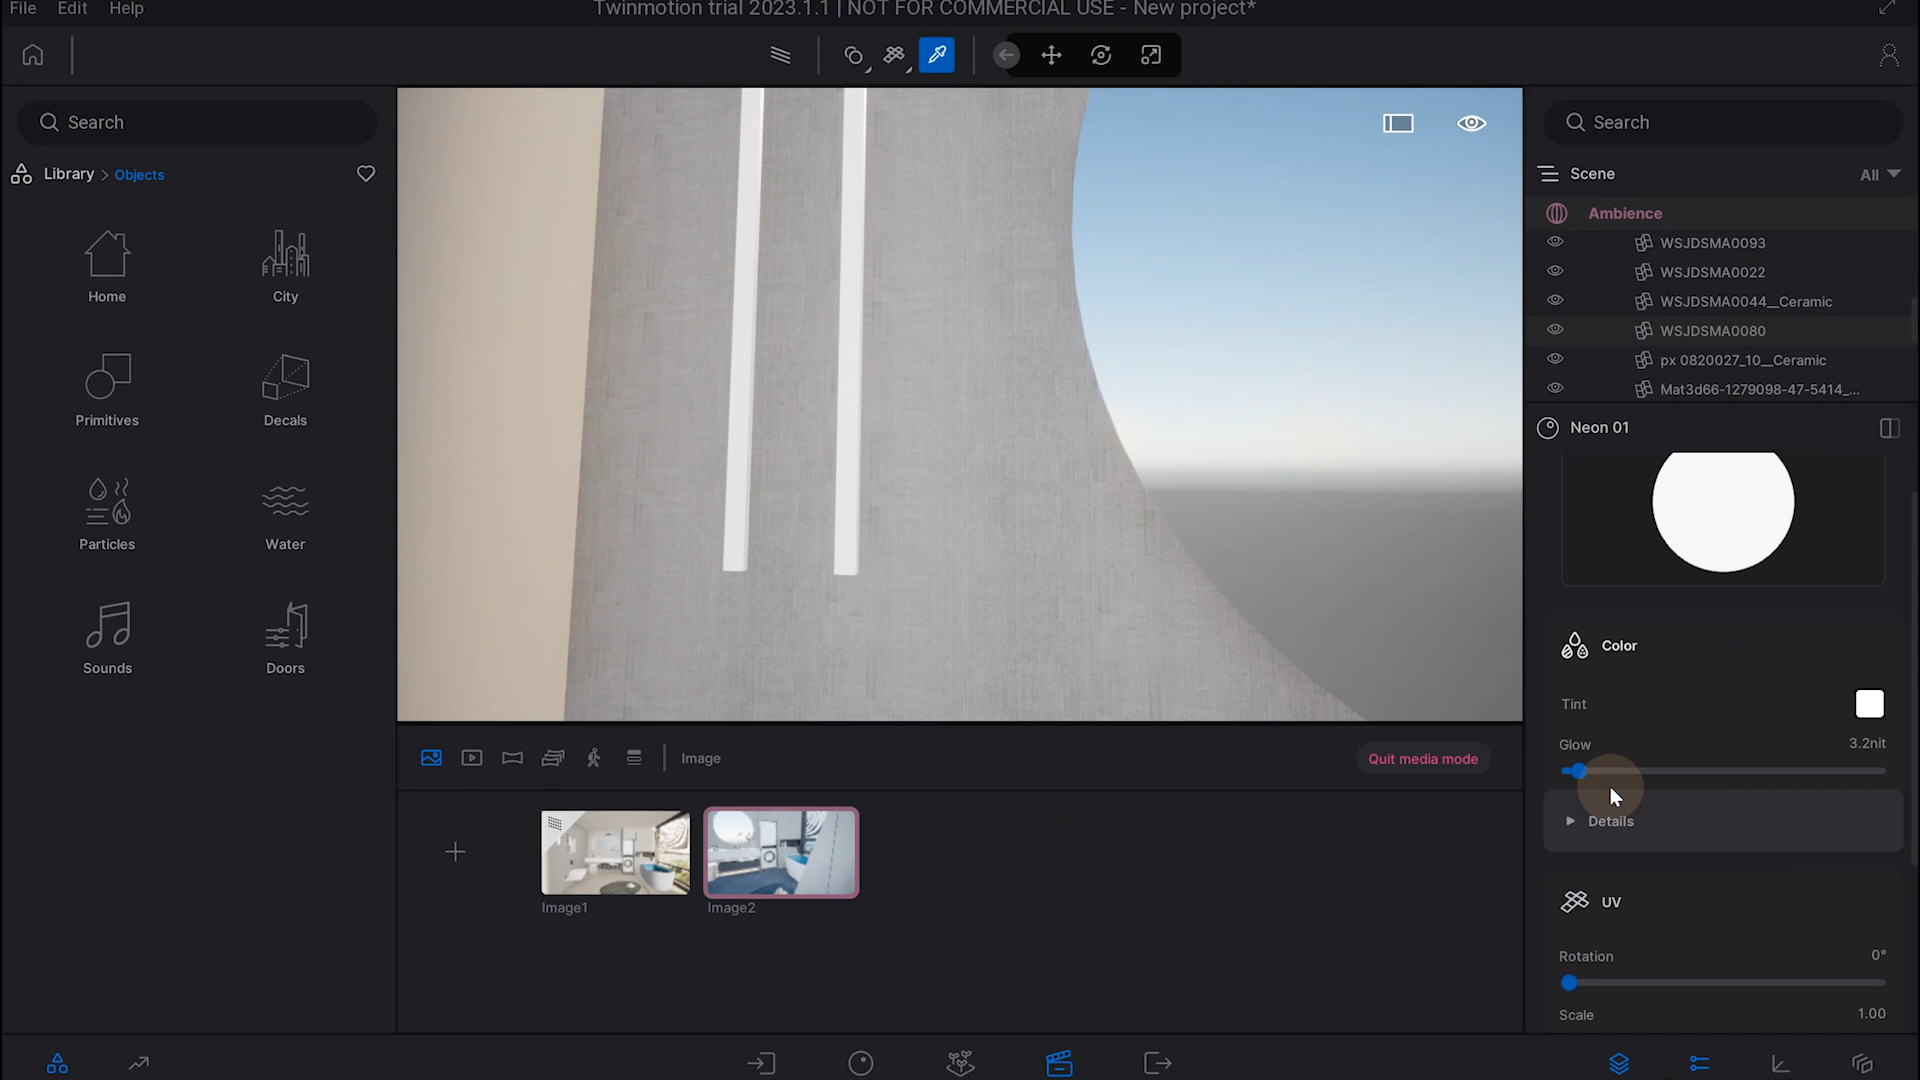 File Edit Help
Twinmotion trial 2023.1.1 | NOT FOR COMMERCIAL USE - New project*
Search
Library > Objects
Home
City
Primitives
Decals
Particles
Water
Sounds
Doors
Image
Quit media mode
Image1
Image2
Search
Scene
All
Ambience
WSJDSMA0093
WSJDSMA0022
WSJDSMA0044__Ceramic
WSJDSMA0080
px 0820027_10__Ceramic
Mat3d66-1279098-47-5414_...
Neon 01
Color
Tint
Glow 3.2nit
Details
UV
Rotation 0°
Scale 1.00